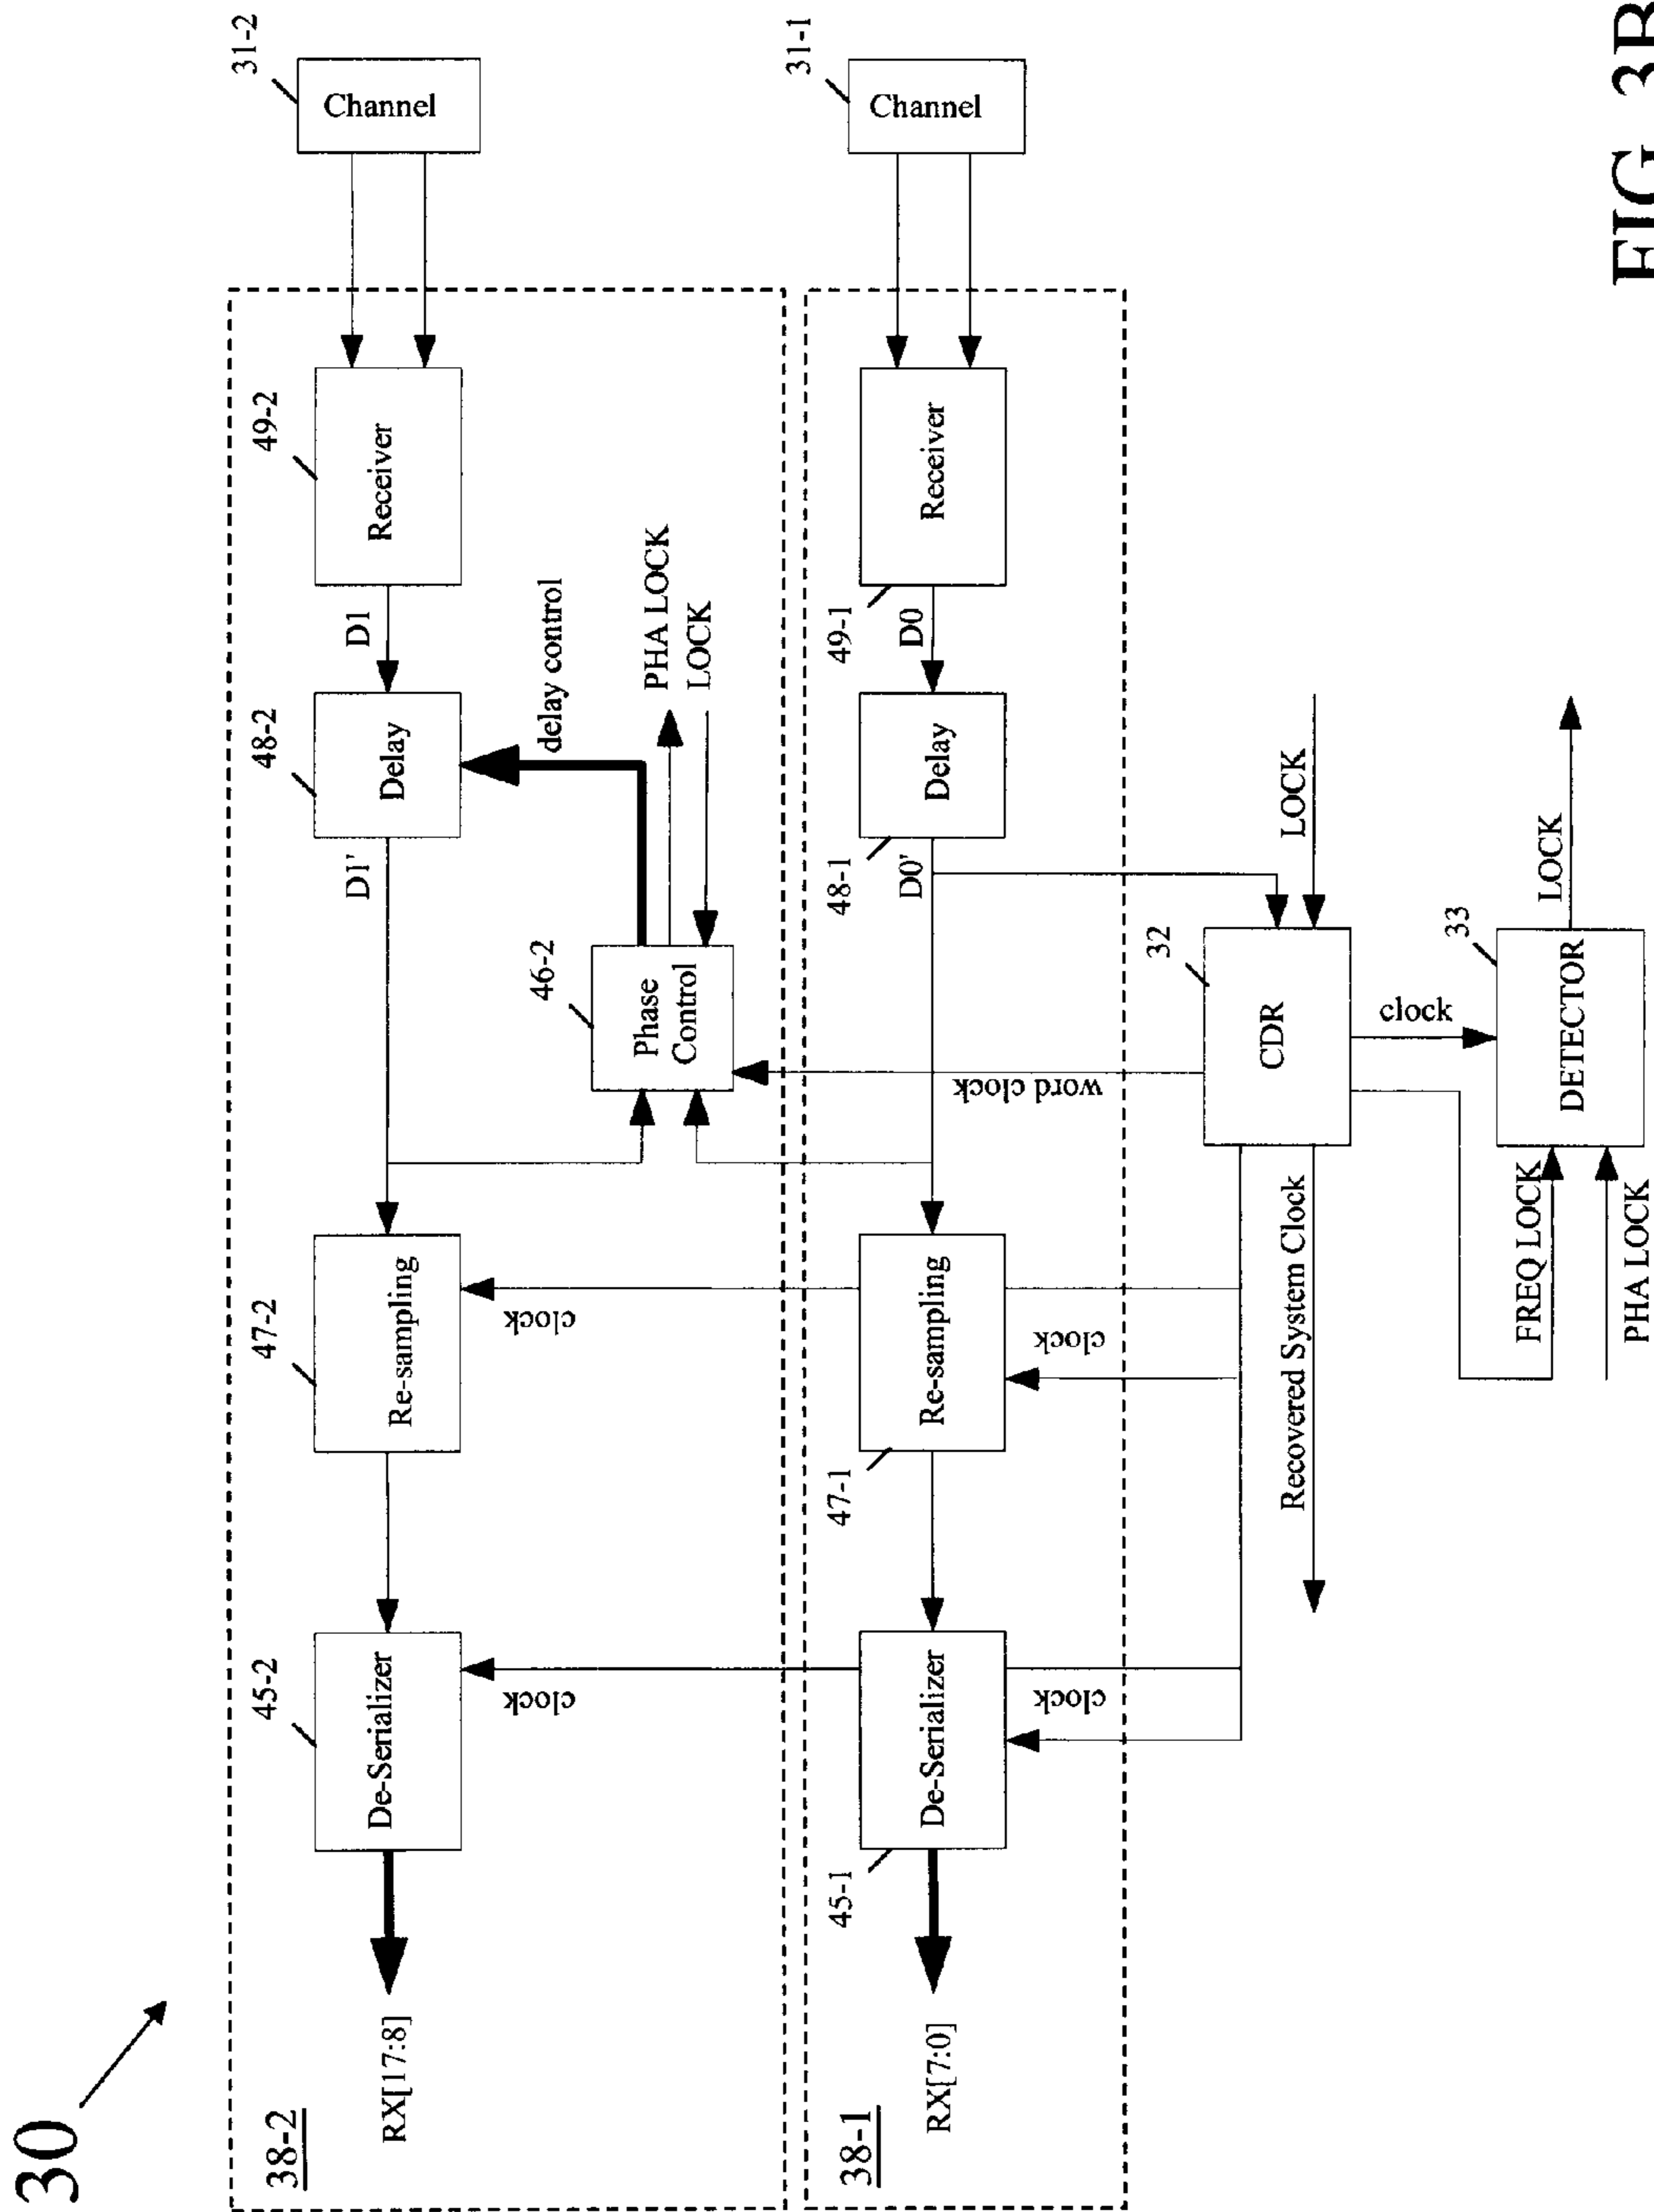 30
38-2
RX[17:8]
45-2
De-Serializer
clock
47-2
Re-sampling
clock
D1'
46-2
Phase
Control
48-2
Delay
delay control
PHA LOCK
LOCK
D1
49-2
Receiver
31-2
Channel
38-1
RX[7:0]
45-1
De-Serializer
clock
47-1
Re-sampling
clock
word clock
D0'
48-1
Delay
D0
49-1
Receiver
31-1
Channel
Recovered System Clock
32
CDR
LOCK
clock
FREQ LOCK
PHA LOCK
33
DETECTOR
LOCK
FIG. 3B